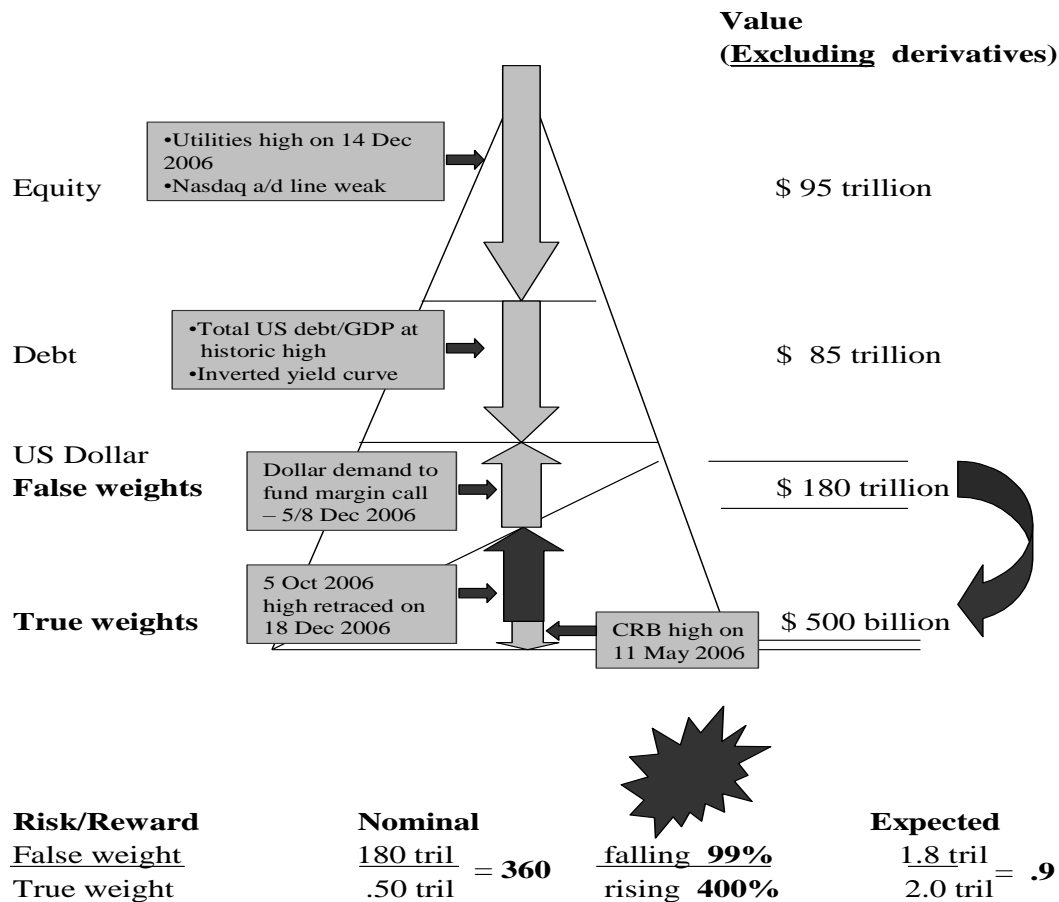 Value
(Excluding derivatives)
•Utilities high on 14 Dec
2006
•Nasdaq a/d line weak
Equity
$ 95 trillion
•Total US debt/GDP at
historic high
•Inverted yield curve
Debt
$ 85 trillion
US Dollar
False weights
Dollar demand to
fund margin call
– 5/8 Dec 2006
$ 180 trillion
5 Oct 2006
high retraced on
18 Dec 2006
True weights
CRB high on
11 May 2006
$ 500 billion
Risk/Reward Nominal Expected
False weight 180 tril falling 99% 1.8 tril
= 360 = .9
True weight .50 tril rising 400% 2.0 tril